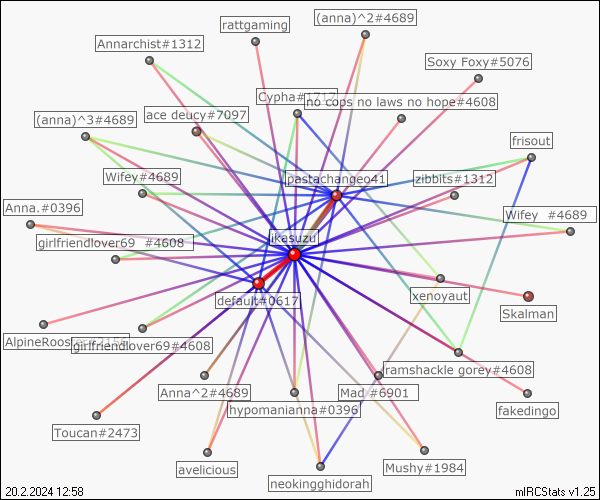 (anna)^2#4689
rattgaming
Annarchist#1312
Soxy Foxy#5076
Cypha#1717
no cops no laws no hope#4608
ace deucy#7097
(anna)^3#4689
frisout
Wifey#4689
pastachangeo41
zibbits#1312
Anna.#0396
Wifey #4689
ikasuzu
girlfriendlover69 #4608
xenoyaut
default#0617
Skalman
AlpineRoos
girlfriendlover69#4608
ramshackle gorey#4608
Anna^2#4689
Mad #6901
hypomanianna#0396
fakedingo
Toucan#2473
avelicious
Mushy#1984
neokingghidorah
20.2.2024 12:58
mIRCStats v1.25